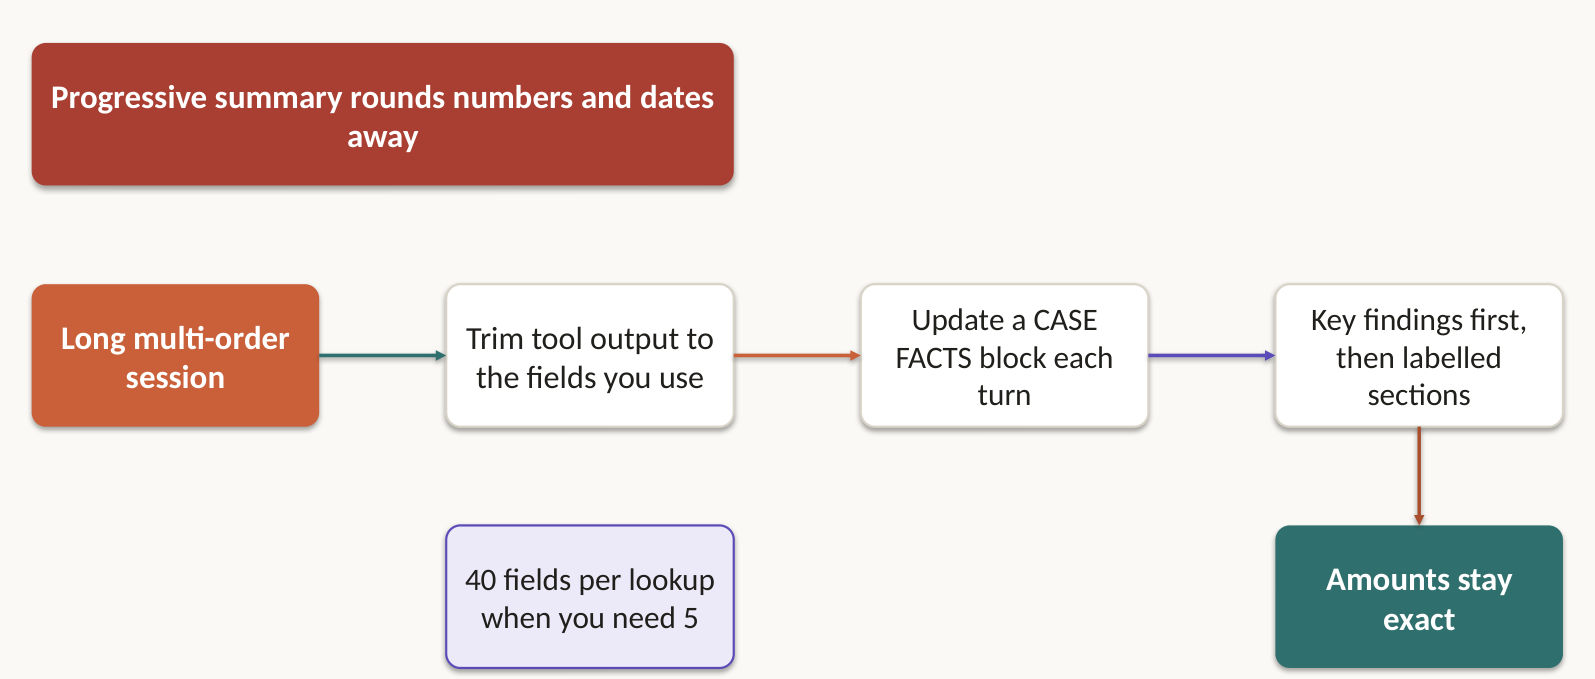 Progressive summary rounds numbers and dates
away
Long multi-order
session
Trim tool output to
the fields you use
Update a CASE
FACTS block each
turn
Key findings first,
then labelled
sections
40 fields per lookup
when you need 5
Amounts stay
exact